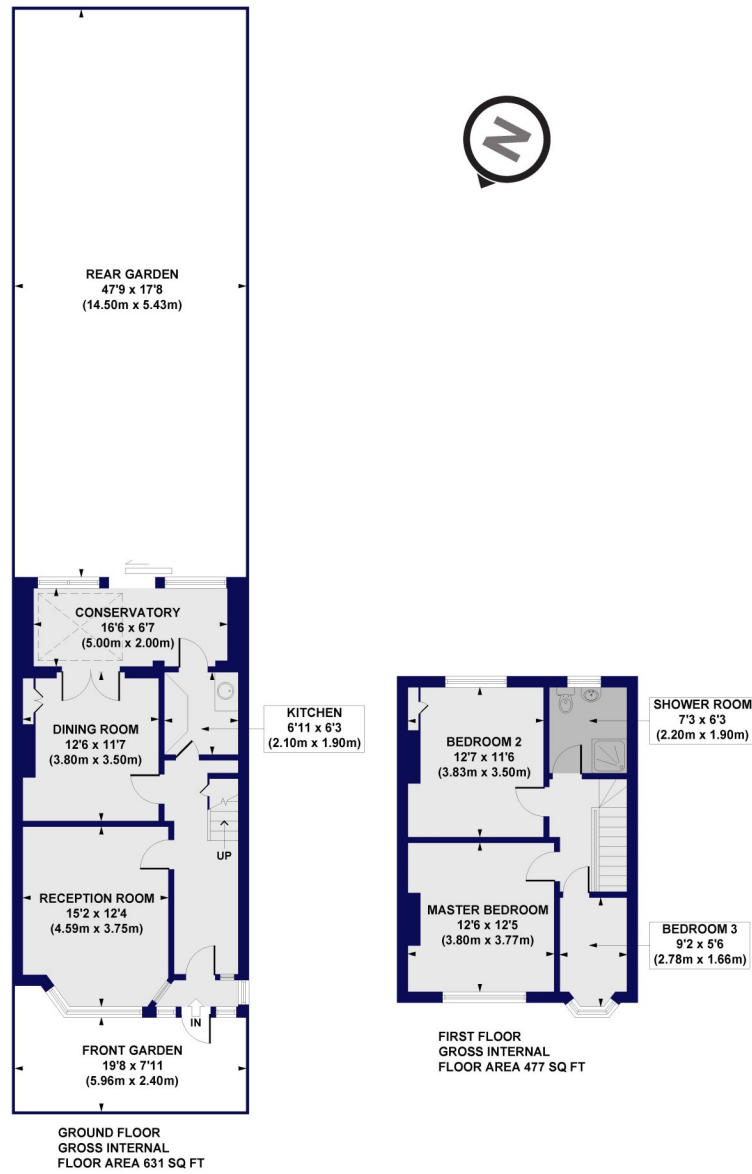 N
REAR GARDEN
47'9 x 17'8
(14.50m x 5.43m)
CONSERVATORY
16'6 x 6'7
(5.00m x 2.00m)
DINING ROOM
12'6 x 11'7
(3.80m x 3.50m)
KITCHEN
6'11 x 6'3
(2.10m x 1.90m)
UP
RECEPTION ROOM
15'2 x 12'4
(4.59m x 3.75m)
IN
FRONT GARDEN
19'8 x 7'11
(5.96m x 2.40m)
GROUND FLOOR
GROSS INTERNAL
FLOOR AREA 631 SQ FT
BEDROOM 2
12'7 x 11'6
(3.83m x 3.50m)
SHOWER ROOM
7'3 x 6'3
(2.20m x 1.90m)
MASTER BEDROOM
12'6 x 12'5
(3.80m x 3.77m)
BEDROOM 3
9'2 x 5'6
(2.78m x 1.66m)
FIRST FLOOR
GROSS INTERNAL
FLOOR AREA 477 SQ FT